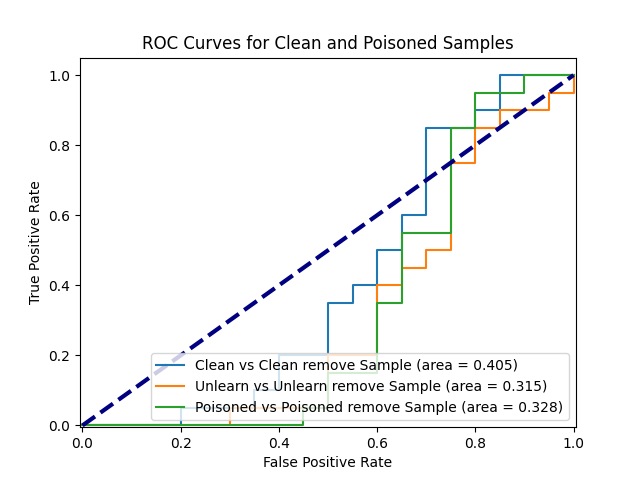 ROC Curves for Clean and Poisoned Samples
True Positive Rate
1.0
0.8
0.6
0.4
0.2
0.0
Clean vs Clean remove Sample (area = 0.405)
Unlearn vs Unlearn remove Sample (area = 0.315)
Poisoned vs Poisoned remove Sample (area = 0.328)
0.0 0.2 0.4 0.6 0.8 1.0
False Positive Rate